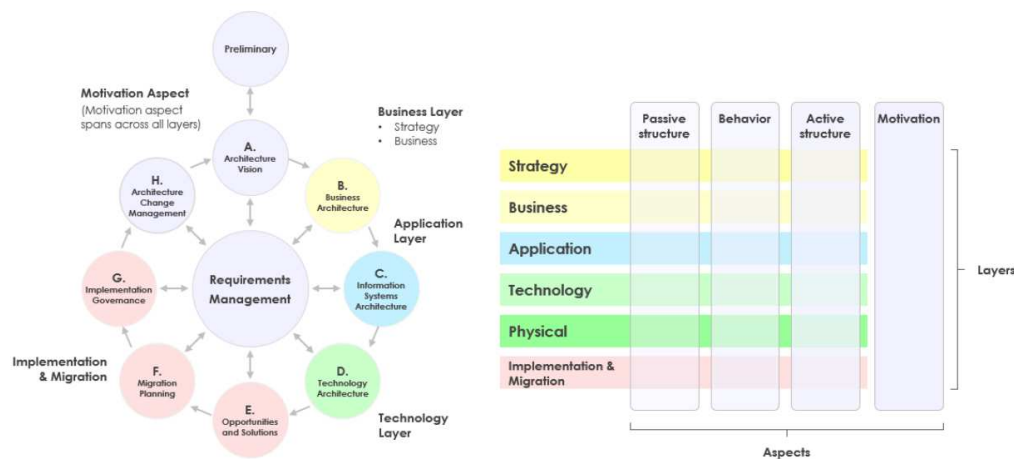 Preliminary
Motivation Aspect
(Motivation aspect
spans across all layers)
Business Layer
• Strategy
• Business
A.
Architecture
Vision
H.
Architecture
Change
Management
B.
Business
Architecture
Application
Layer
G.
Implementation
Governance
Requirements
Management
C.
Information
Systems
Architecture
Implementation
& Migration
F.
Migration
Planning
D.
Technology
Architecture
E.
Opportunities
and Solutions
Technology
Layer
Passive
structure
Behavior
Active
structure
Motivation
Strategy
Business
Application
Technology
Physical
Implementation &
Migration
Layers
Aspects